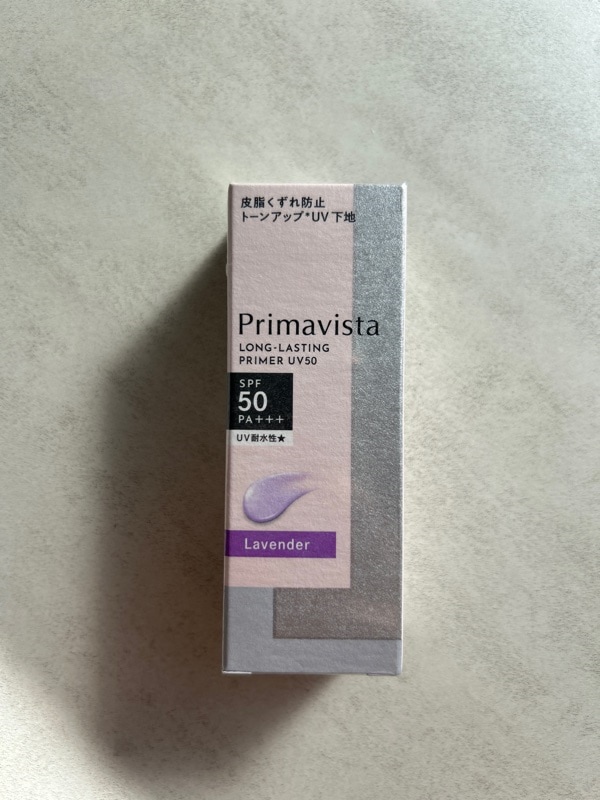 皮脂くずれ防止
トーンアップ*UV下地
Primavista
LONG-LASTING
PRIMER UV50
SPF
50
PA+++
UV耐水性★
Lavender